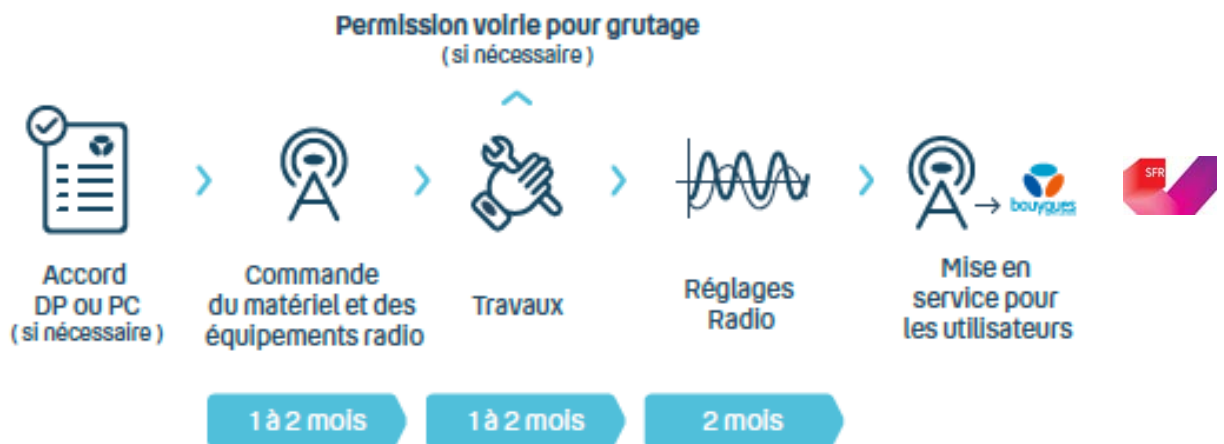 Permission voirie pour grutage
( si nécessaire )
bouygues
SFR
Accord
DP ou PC
( si nécessaire )
Commande
du matériel et des
équipements radio
Travaux
Réglages
Radio
Mise en
service pour
les utilisateurs
1 à 2 mois
1 à 2 mois
2 mois